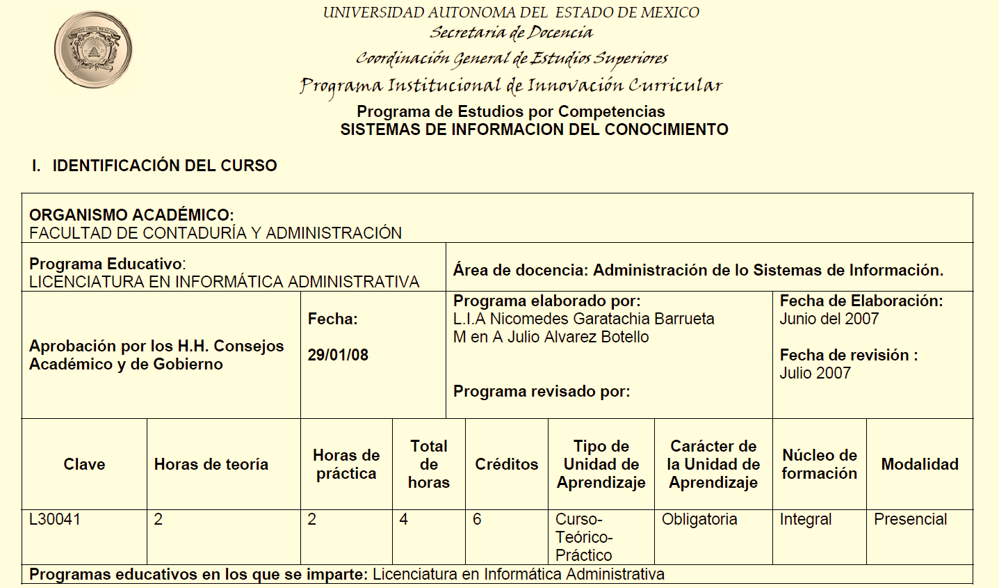 UNIVERSIDAD AUTONOMA DEL ESTADO DE MEXICO
Secretaria de Docencia
Coordinación General de Estudios Superiores
Programa Institucional de Innovación Curricular
Programa de Estudios por Competencias
SISTEMAS DE INFORMACION DEL CONOCIMIENTO
I. IDENTIFICACIÓN DEL CURSO
ORGANISMO ACADÉMICO:
FACULTAD DE CONTADURÍA Y ADMINISTRACIÓN
Programa Educativo:
LICENCIATURA EN INFORMÁTICA ADMINISTRATIVA
Área de docencia: Administración de lo Sistemas de Información.
Aprobación por los H.H. Consejos
Académico y de Gobierno
Fecha:
29/01/08
Programa elaborado por:
L.I.A Nicomedes Garatachia Barrueta
M en A Julio Alvarez Botello
Programa revisado por:
Fecha de Elaboración:
Junio del 2007
Fecha de revisión :
Julio 2007
Clave
Horas de teoría
Horas de
práctica
Total
de
horas
Créditos
Tipo de
Unidad de
Aprendizaje
Carácter de
la Unidad de
Aprendizaje
Núcleo de
formación
Modalidad
L30041
2
2
4
6
Curso-
Teórico-
Práctico
Obligatoria
Integral
Presencial
Programas educativos en los que se imparte: Licenciatura en Informática Administrativa